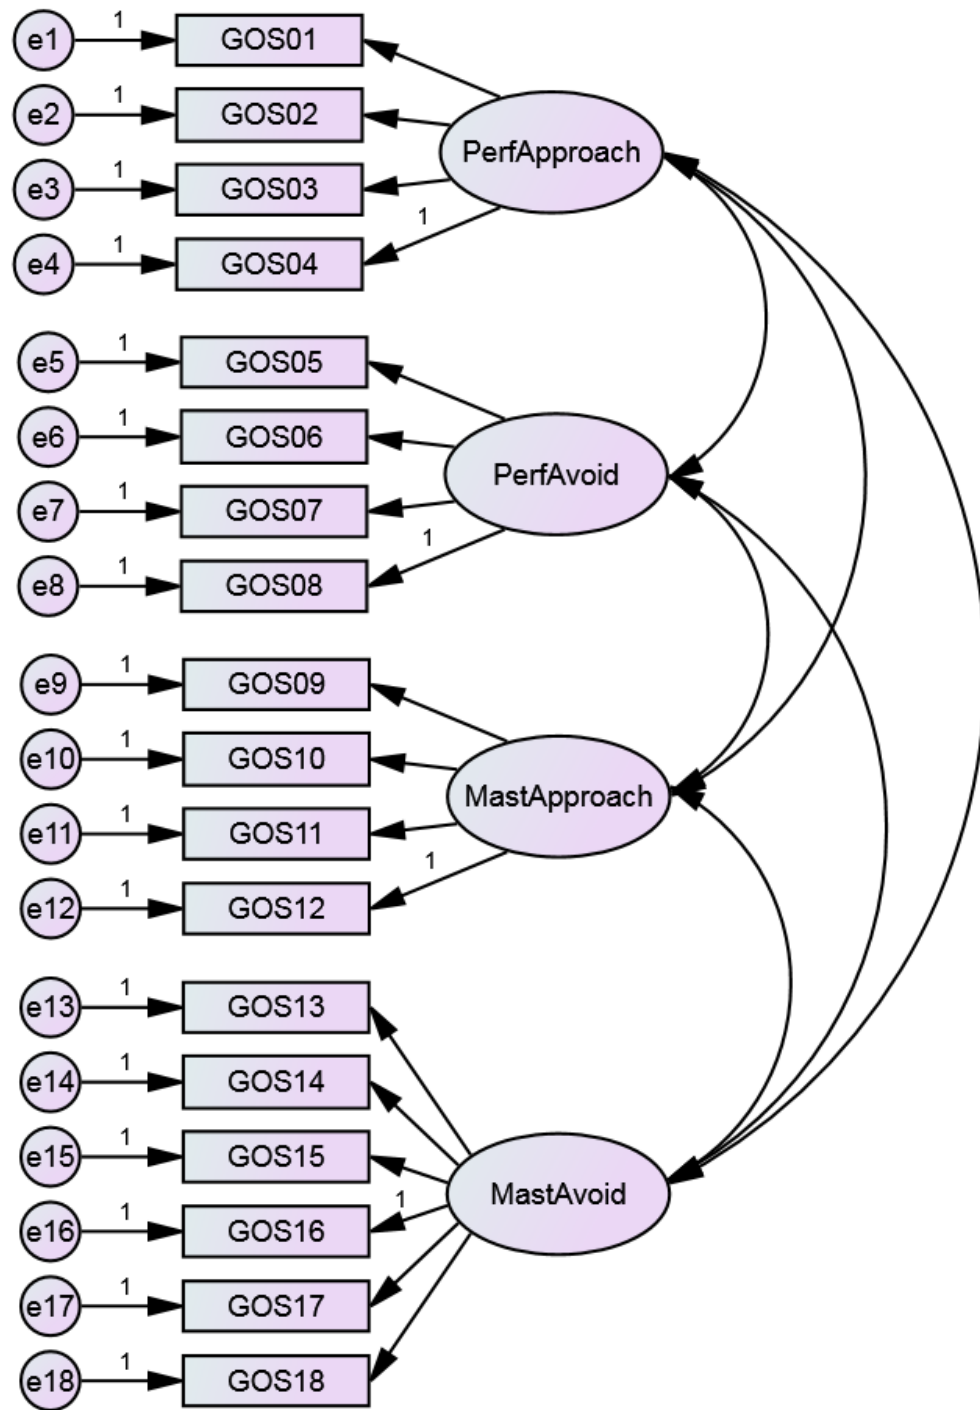 e1 1 GOS01
e2 1 GOS02
PerfApproach
e3 1 GOS03
1
e4 1 GOS04
e5 1 GOS05
e6 1 GOS06
PerfAvoid
e7 1 GOS07
1
e8 1 GOS08
e9 1 GOS09
e10 1 GOS10
MastApproach
e11 1 GOS11
1
e12 1 GOS12
e13 1 GOS13
e14 1 GOS14
e15 1 GOS15
MastAvoid
1
e16 1 GOS16
e17 1 GOS17
e18 1 GOS18